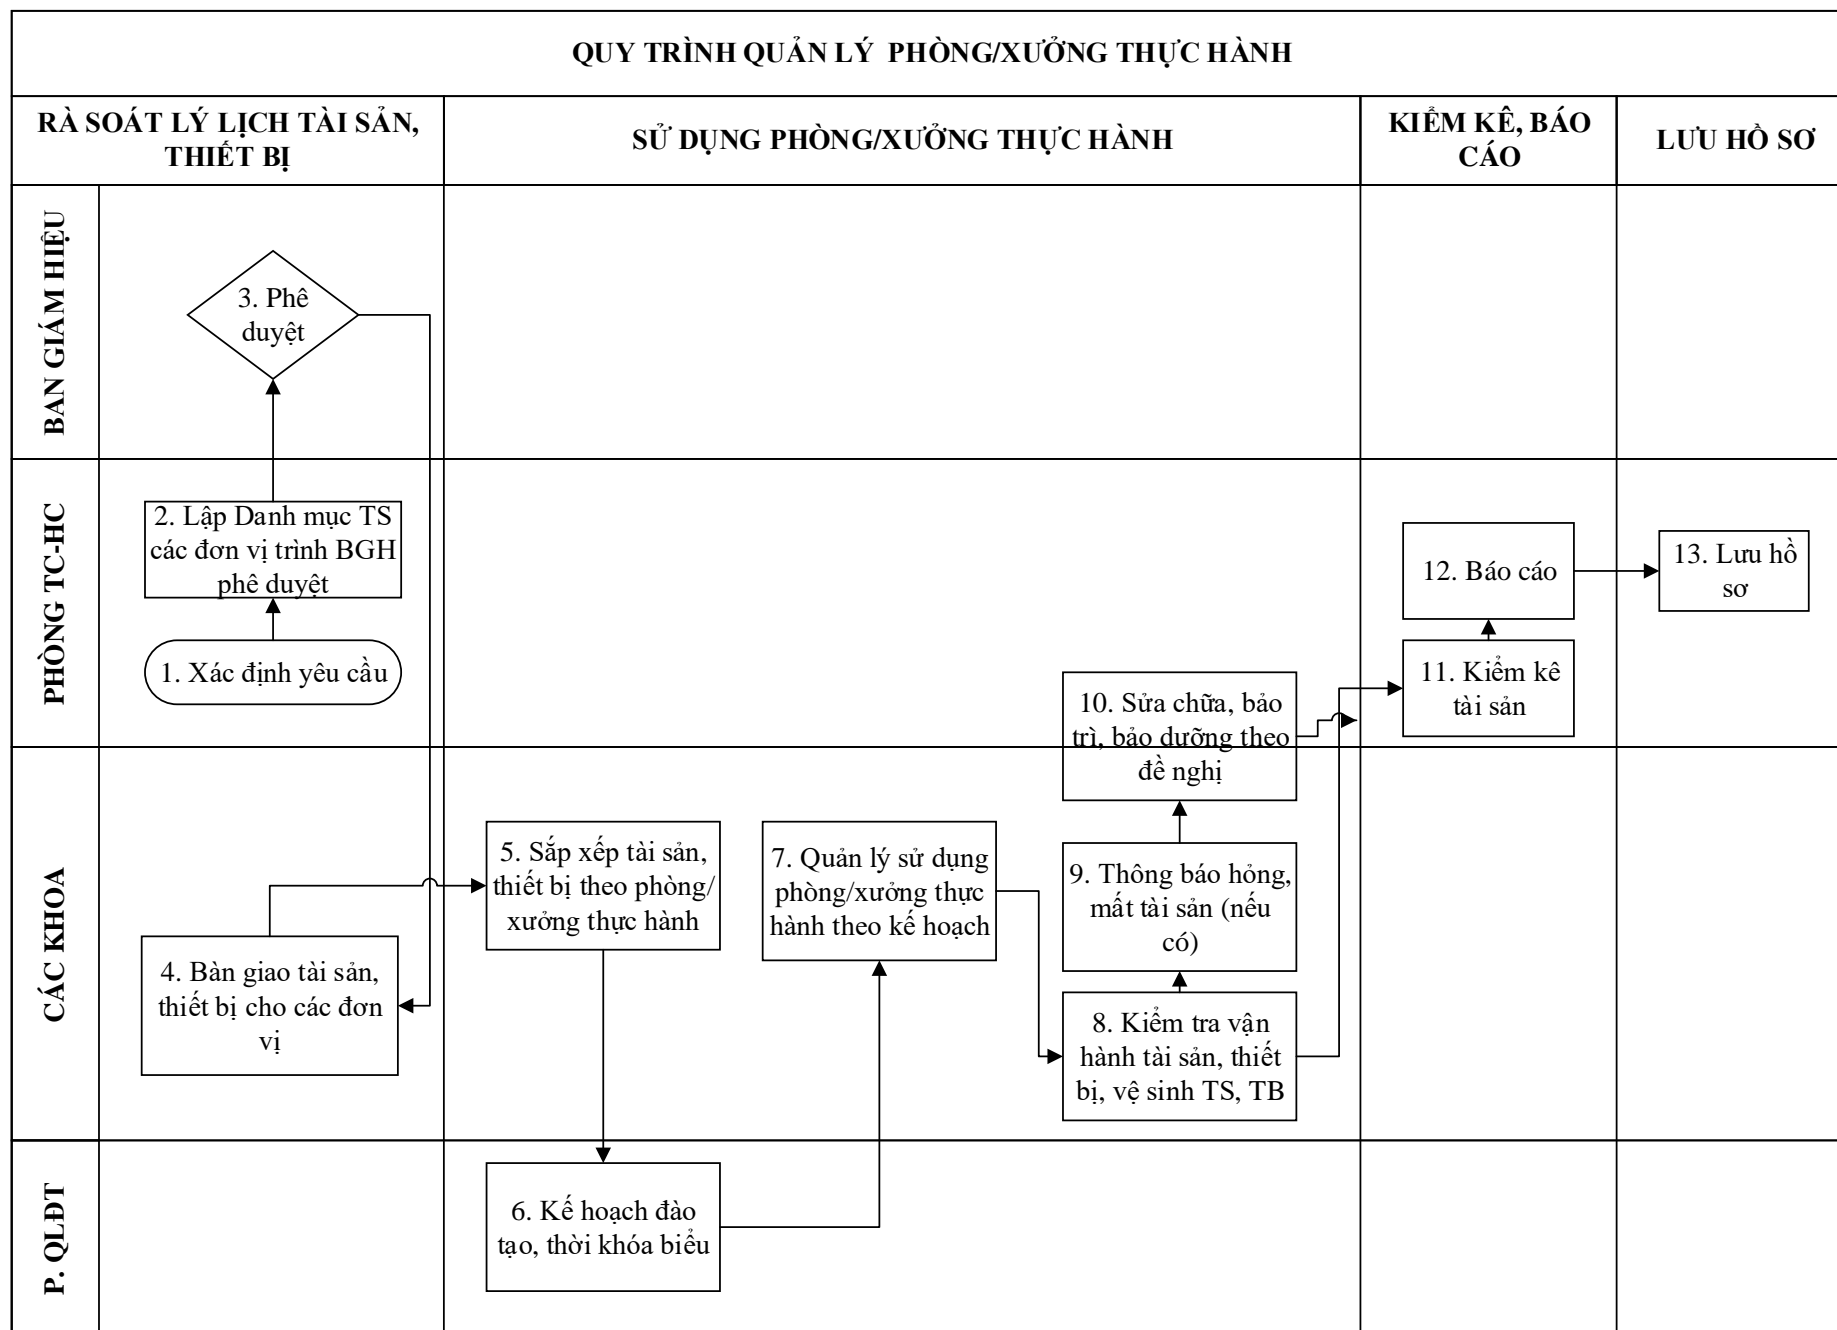 QUY TRÌNH QUẢN LÝ PHÒNG/XƯỞNG THỰC HÀNH
RÀ SOÁT LÝ LỊCH TÀI SẢN,
THIẾT BỊ
SỬ DỤNG PHÒNG/XƯỞNG THỰC HÀNH
KIỂM KÊ, BÁO
CÁO
LƯU HỒ SƠ
BAN GIÁM HIỆU
3. Phê
duyệt
PHÒNG TC-HC
2. Lập Danh mục TS
các đơn vị trình BGH
phê duyệt
1. Xác định yêu cầu
10. Sửa chữa, bảo
trì, bảo dưỡng theo
đề nghị
12. Báo cáo
11. Kiểm kê
tài sản
13. Lưu hồ
sơ
CÁC KHOA
4. Bàn giao tài sản,
thiết bị cho các đơn
vị
5. Sắp xếp tài sản,
thiết bị theo phòng/
xưởng thực hành
7. Quản lý sử dụng
phòng/xưởng thực
hành theo kế hoạch
9. Thông báo hỏng,
mất tài sản (nếu
có)
8. Kiểm tra vận
hành tài sản, thiết
bị, vệ sinh TS, TB
P. QLĐT
6. Kế hoạch đào
tạo, thời khóa biểu